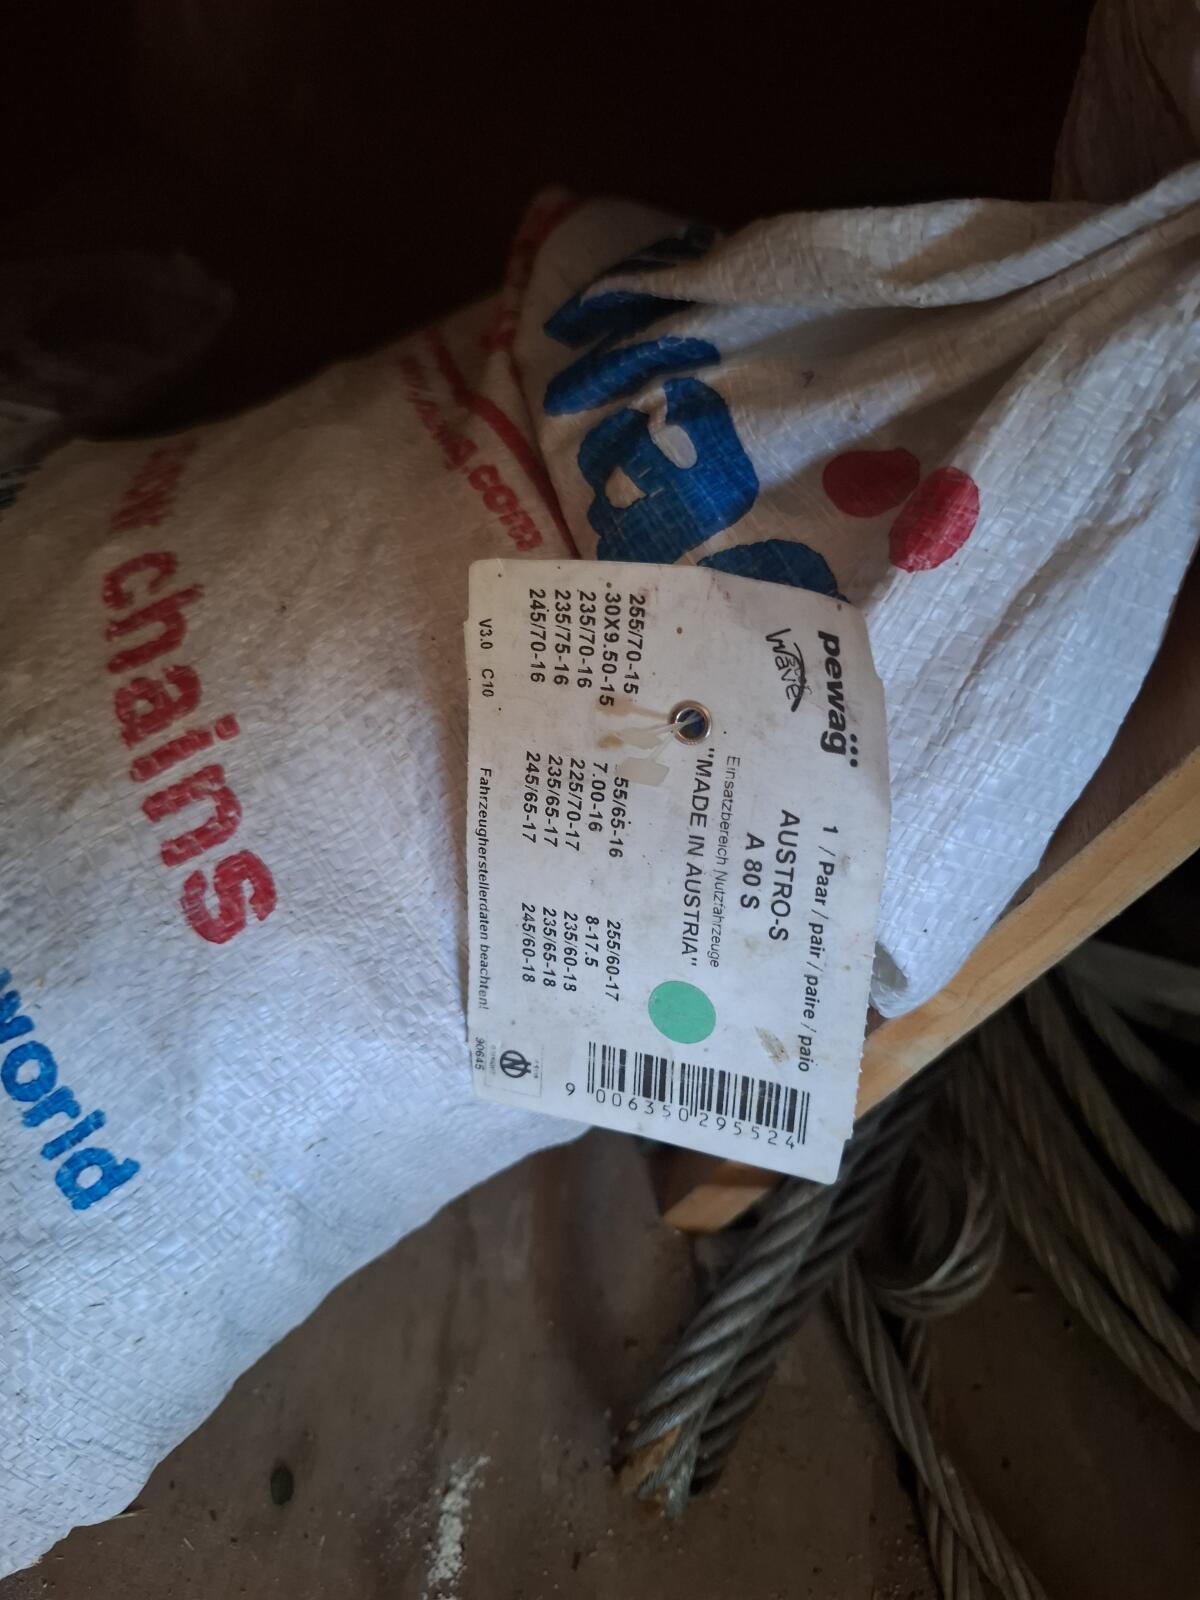 pewag
1 / Paar / pair / paire / paio
snow wave
AUSTRO-S
A 80 S
Einsatzbereich Nutzfahrzeuge
"MADE IN AUSTRIA"
255/70-15 55/65-16 255/60-17
30X9.50-15 7.00-16 8-17.5
235/70-16 225/70-17 235/60-18
235/75-16 235/65-17 235/65-18
245/70-16 245/65-17 245/60-18
V3.0 C10 Fahrzeugherstellerdaten beachten!
9 006350 295524
90645
chains
world
.com